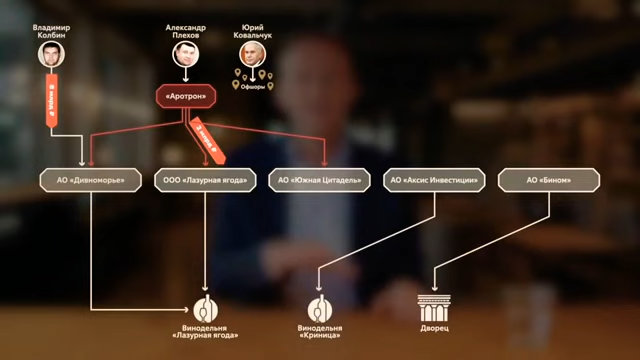 Владимир
Колбин
Александр
Плехов
Юрий
Ковальчук
Офшоры
«Аротрон»
АО «Дивноморье»
ООО «Лазурная ягода»
АО «Южная Цитадель»
АО «Аксис Инвестиции»
АО «Бином»
Винодельня
«Лазурная ягода»
Винодельня
«Криница»
Дворец